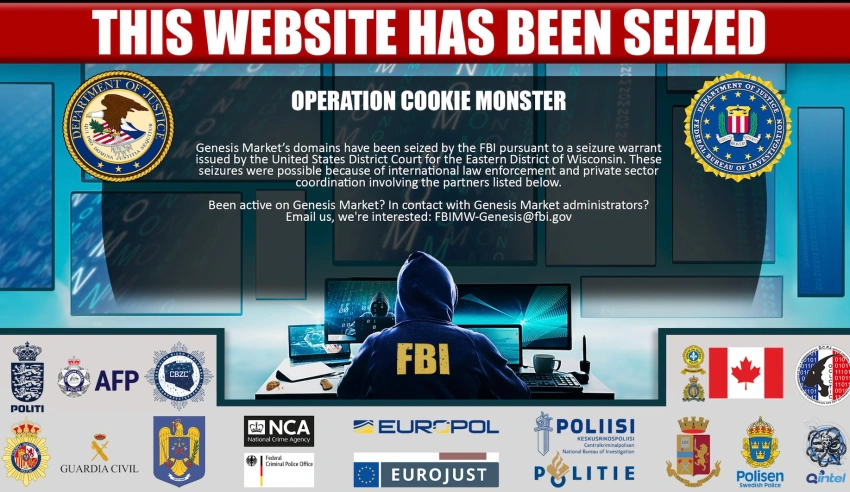 THIS WEBSITE HAS BEEN SEIZED
OPERATION COOKIE MONSTER
Genesis Market's domains have been seized by the FBI pursuant to a seizure warrant
issued by the United States District Court for the Eastern District of Wisconsin. These
seizures were possible because of international law enforcement and private sector
coordination involving the partners listed below.
Been active on Genesis Market? In contact with Genesis Market administrators?
Email us, we're interested: FBIMW-Genesis@fbi.gov
DEPARTMENT OF JUSTICE
DEPARTMENT OF JUSTICE
FEDERAL BUREAU OF INVESTIGATION
FBI
POLITI
AFP
CBZC
GUARDIA CIVIL
NCA
National Crime Agency
Federal
Criminal Police Office
EUROPOL
EUROJUST
POLIISI
KESKUSRIKOSPOLIISI
Centralkriminalpolisen
National Bureau of Investigation
POLITIE
Polisen
Swedish Police
Qintel